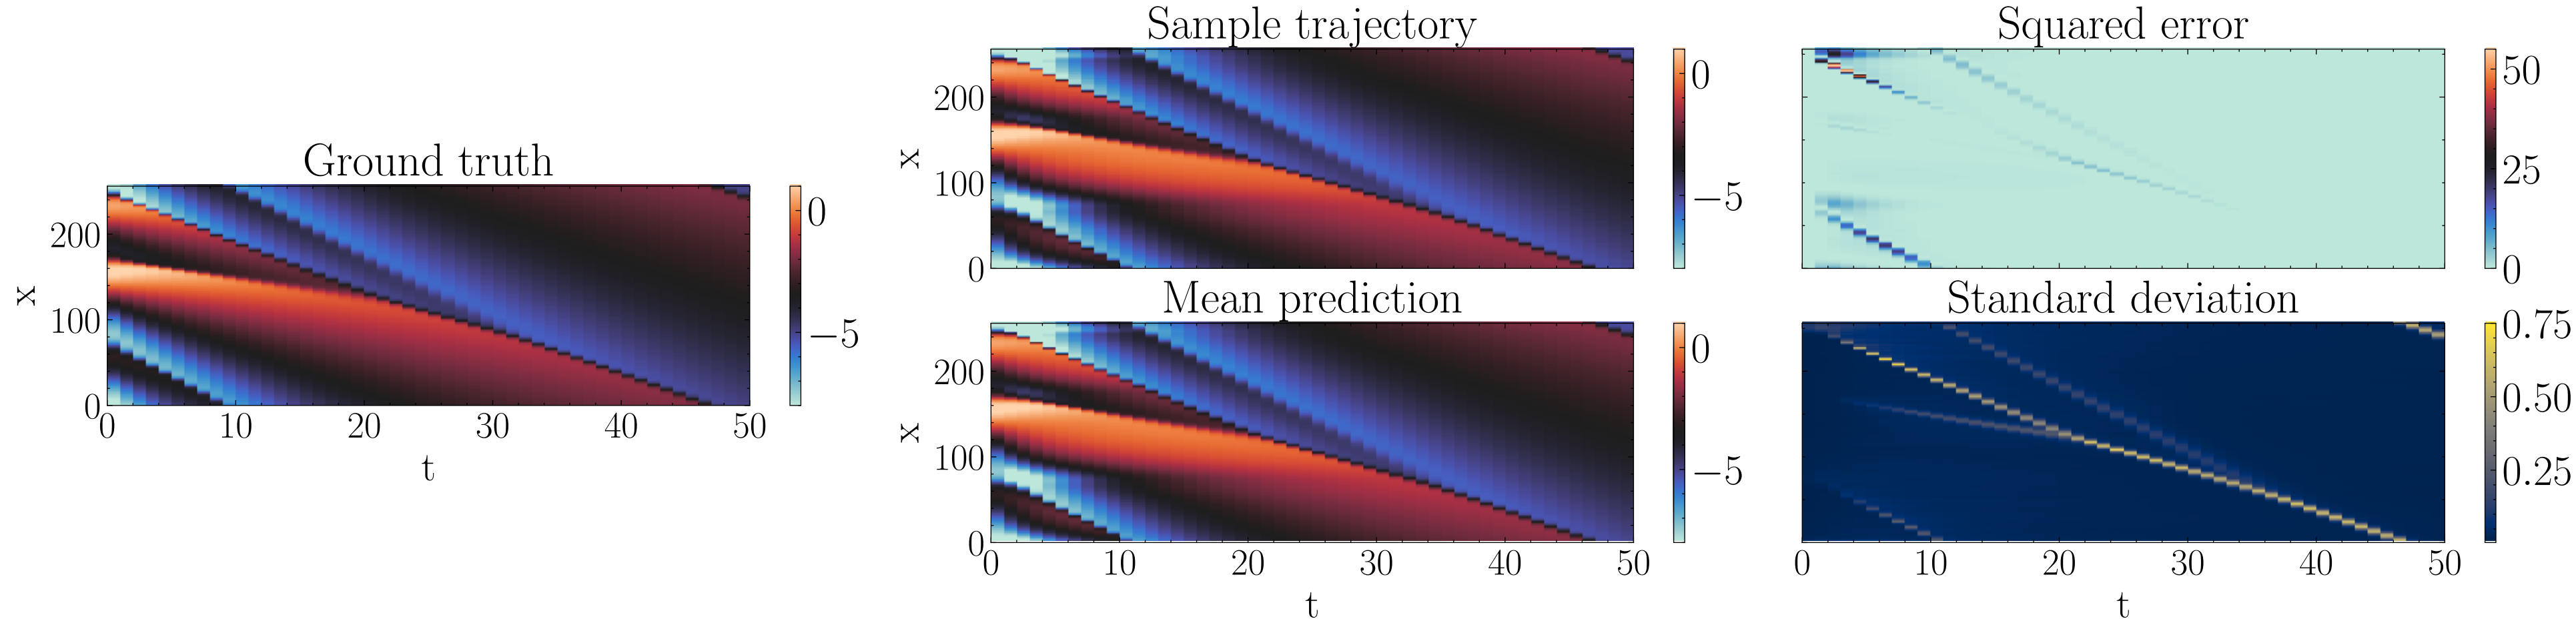 Ground truth
x
200
100
0
0 10 20 30 40 50
t
0
−5
Sample trajectory
x
200
100
0
0
−5
Mean prediction
x
200
100
0
0 10 20 30 40 50
t
0
−5
Squared error
50
25
0
Standard deviation
0 10 20 30 40 50
t
0.75
0.50
0.25